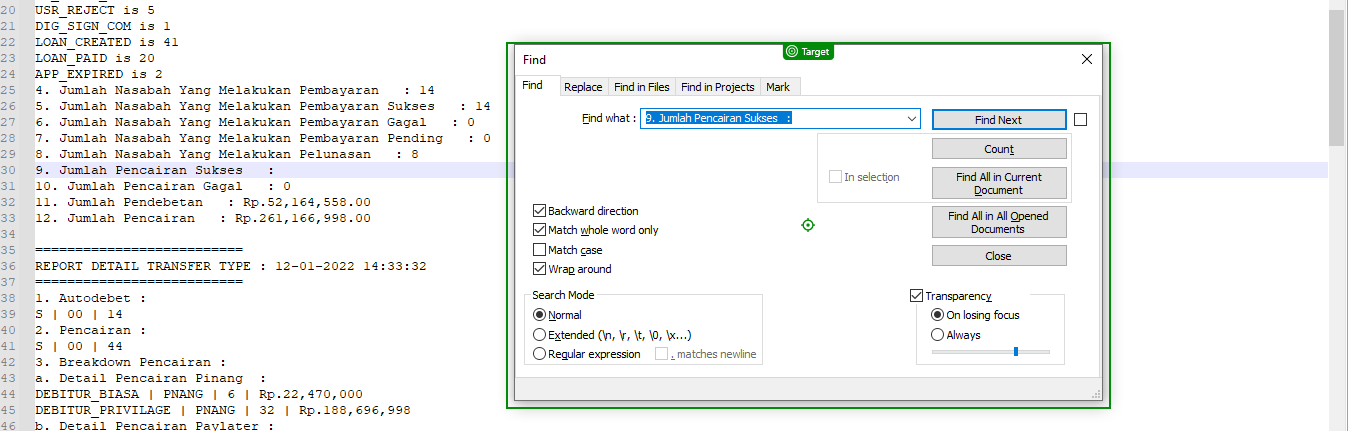 20 USR_REJECT is 5
21 DIG_SIGN_COM is 1
22 LOAN_CREATED is 41
23 LOAN_PAID is 20
24 APP_EXPIRED is 2
25 4. Jumlah Nasabah Yang Melakukan Pembayaran : 14
26 5. Jumlah Nasabah Yang Melakukan Pembayaran Sukses : 14
27 6. Jumlah Nasabah Yang Melakukan Pembayaran Gagal : 0
28 7. Jumlah Nasabah Yang Melakukan Pembayaran Pending : 0
29 8. Jumlah Nasabah Yang Melakukan Pelunasan : 8
30 9. Jumlah Pencairan Sukses :
31 10. Jumlah Pencairan Gagal : 0
32 11. Jumlah Pendebetan : Rp.52,164,558.00
33 12. Jumlah Pencairan : Rp.261,166,998.00
34
35 ==========================
36 REPORT DETAIL TRANSFER TYPE : 12-01-2022 14:33:32
37 ==========================
38 1. Autodebet :
39 S | 00 | 14
40 2. Pencairan :
41 S | 00 | 44
42 3. Breakdown Pencairan :
43 a. Detail Pencairan Pinang :
44 DEBITUR_BIASA | PNANG | 6 | Rp.22,470,000
45 DEBITUR_PRIVILAGE | PNANG | 32 | Rp.188,696,998
46 b. Detail Pencairan Paylater :
Target
Find
Find Replace Find in Files Find in Projects Mark
Find what : 9. Jumlah Pencairan Sukses : Find Next
Count
In selection Find All in Current Document
Find All in All Opened Documents
Close
Backward direction
Match whole word only
Match case
Wrap around
Search Mode
Normal
Extended (\n, \r, \t, \0, \x...)
Regular expression . matches newline
Transparency
On losing focus
Always